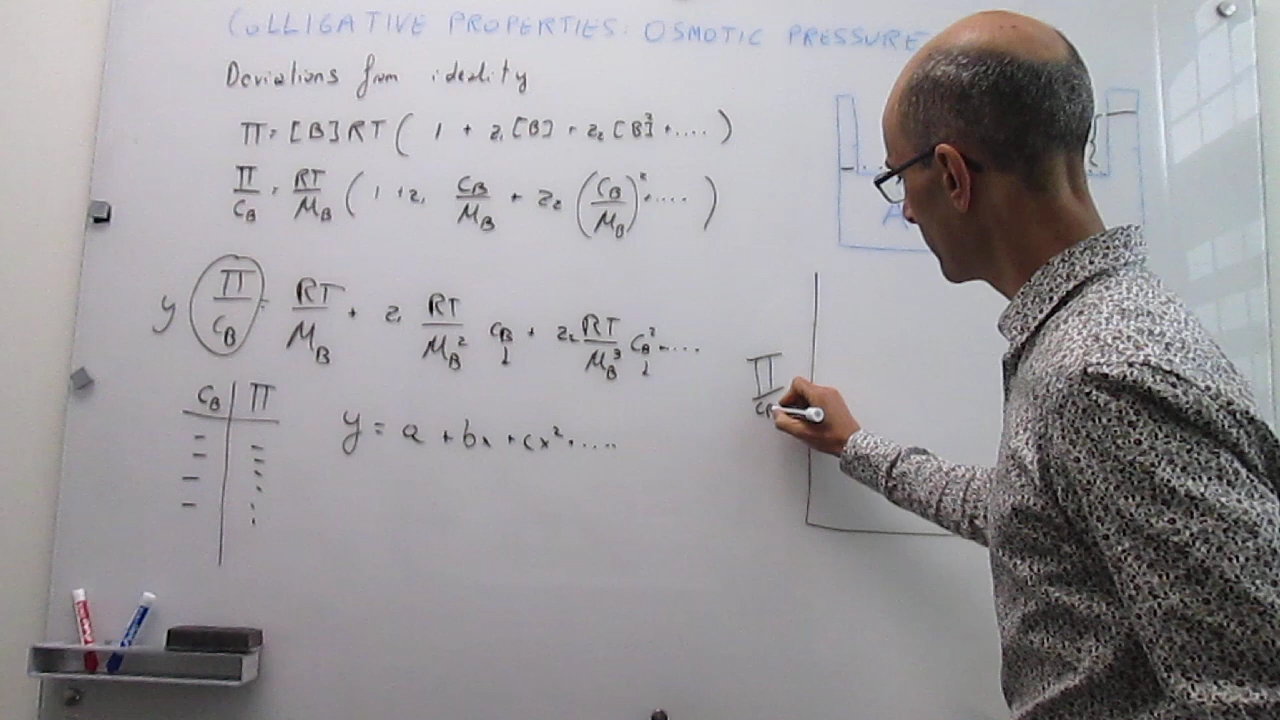 COLLIGATIVE PROPERTIES: OSMOTIC PRESSURE
Deviations from ideality
Π = [B]RT ( 1 + z₁[B] + z₂[B]² + .... )
Π/C_B = RT/M_B ( 1 + z₁ C_B/M_B + z₂ (C_B/M_B)² + .... )
y Π/C_B = RT/M_B + z₁ RT/M_B² C_B + z₂ RT/M_B³ C_B² + ....
C_B | Π
y = a + bx + cx² + ....
Π/C_B
A